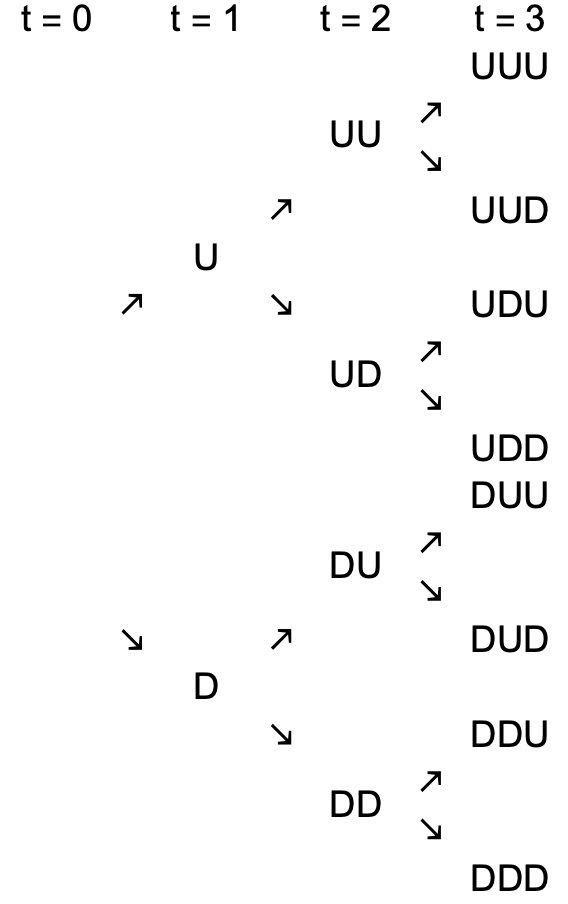 t = 0 t = 1 t = 2 t = 3
UUU
UU ↗
↘
↗ UUD
U
↗ ↘ UDU
↗
UD
↘
UDD
DUU
↗
DU
↘
↘ ↗ DUD
D
↘ DDU
↗
DD
↘
DDD